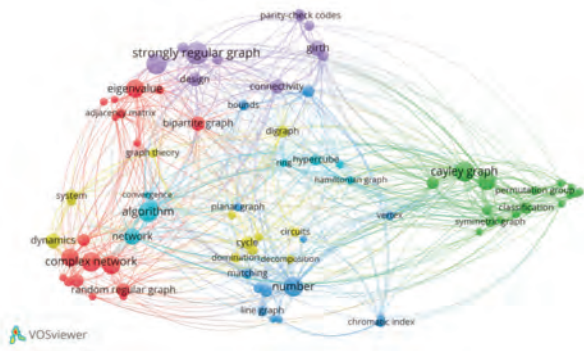 parity-check codes
strongly regular graph
girth
design
eigenvalue
connectivity
adjacency matrix
bounds
bipartite graph
digraph
graph theory
ring
hypercube
cayley graph
system
convergence
hamiltonian graph
permutation group
algorithm
planar graph
vertex
classification
symmetric graph
network
circuits
dynamics
cycle
domination
decomposition
complex network
matching
random regular graph
number
line graph
chromatic index
VOSviewer